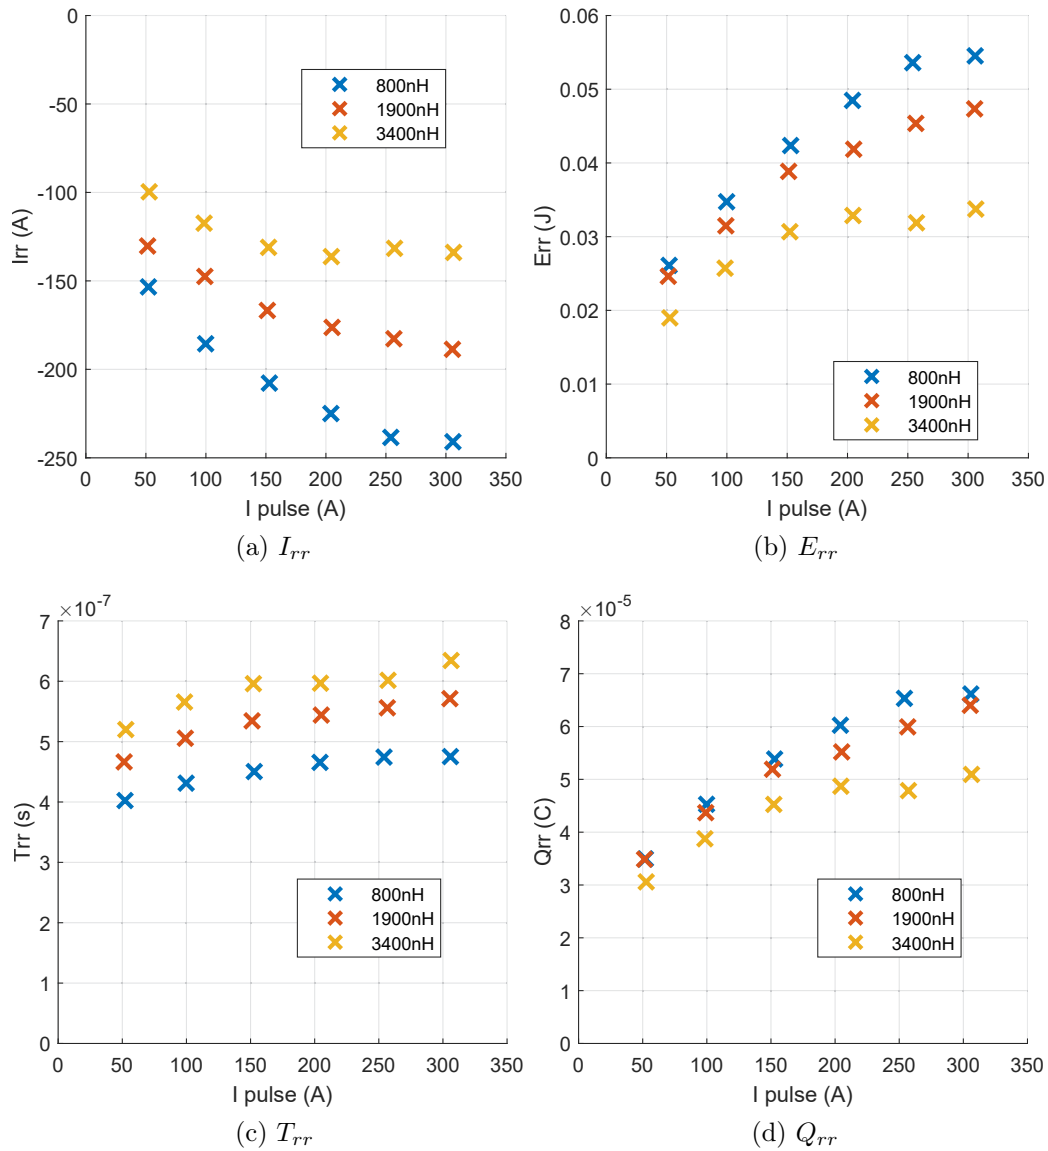 0
-50
-100
-150
-200
-250
Irr (A)
800nH
1900nH
3400nH
0 50 100 150 200 250 300 350
I pulse (A)
(a) I_rr
0.06
0.05
0.04
0.03
0.02
0.01
0
Err (J)
800nH
1900nH
3400nH
0 50 100 150 200 250 300 350
I pulse (A)
(b) E_rr
×10^-7
7
6
5
4
3
2
1
0
Trr (s)
800nH
1900nH
3400nH
0 50 100 150 200 250 300 350
I pulse (A)
(c) T_rr
×10^-5
8
7
6
5
4
3
2
1
0
Qrr (C)
800nH
1900nH
3400nH
0 50 100 150 200 250 300 350
I pulse (A)
(d) Q_rr